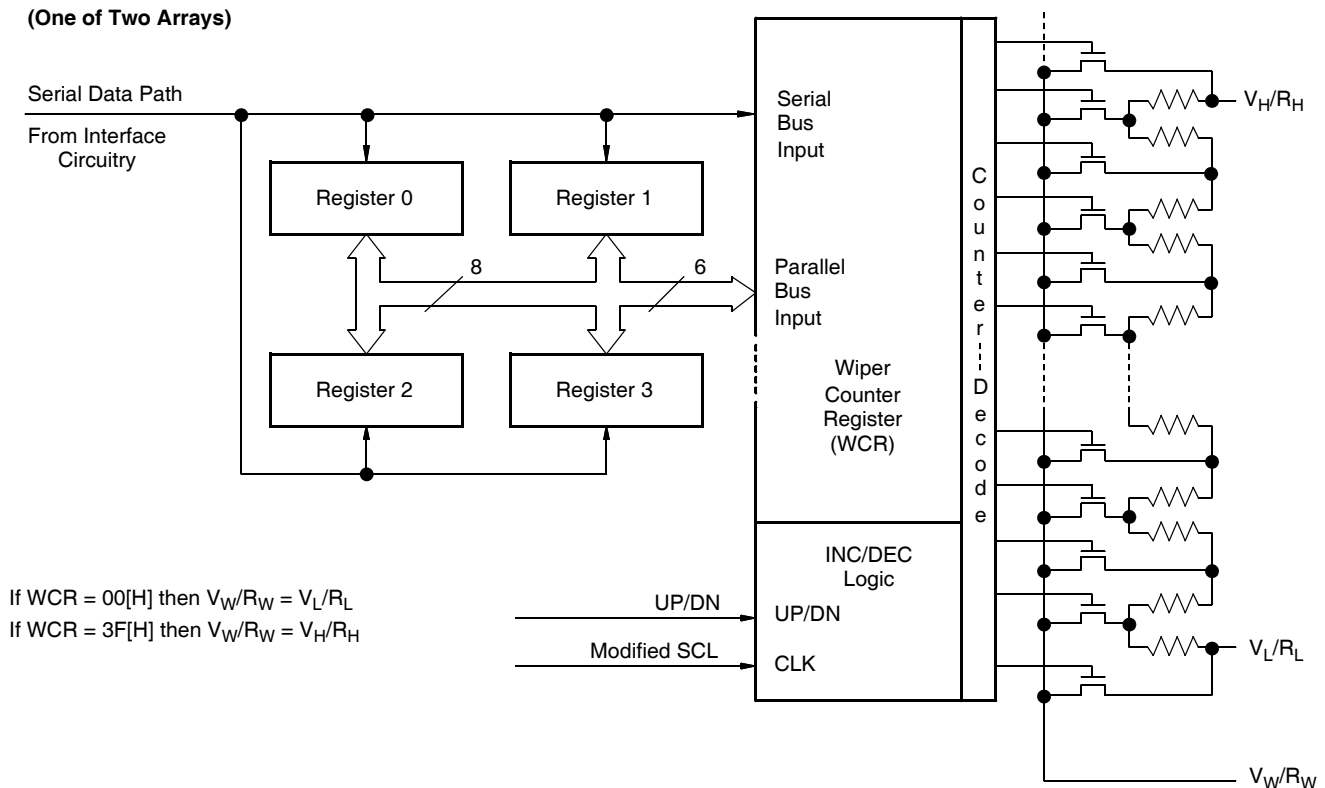 (One of Two Arrays)
Serial Data Path
From Interface
Circuitry
Register 0
Register 1
8
6
Register 2
Register 3
Serial
Bus
Input
Parallel
Bus
Input
Wiper
Counter
Register
(WCR)
INC/DEC
Logic
UP/DN
UP/DN
Modified SCL
CLK
Counter Decode
If WCR = 00[H] then VW/RW = VL/RL
If WCR = 3F[H] then VW/RW = VH/RH
VH/RH
VL/RL
VW/RW